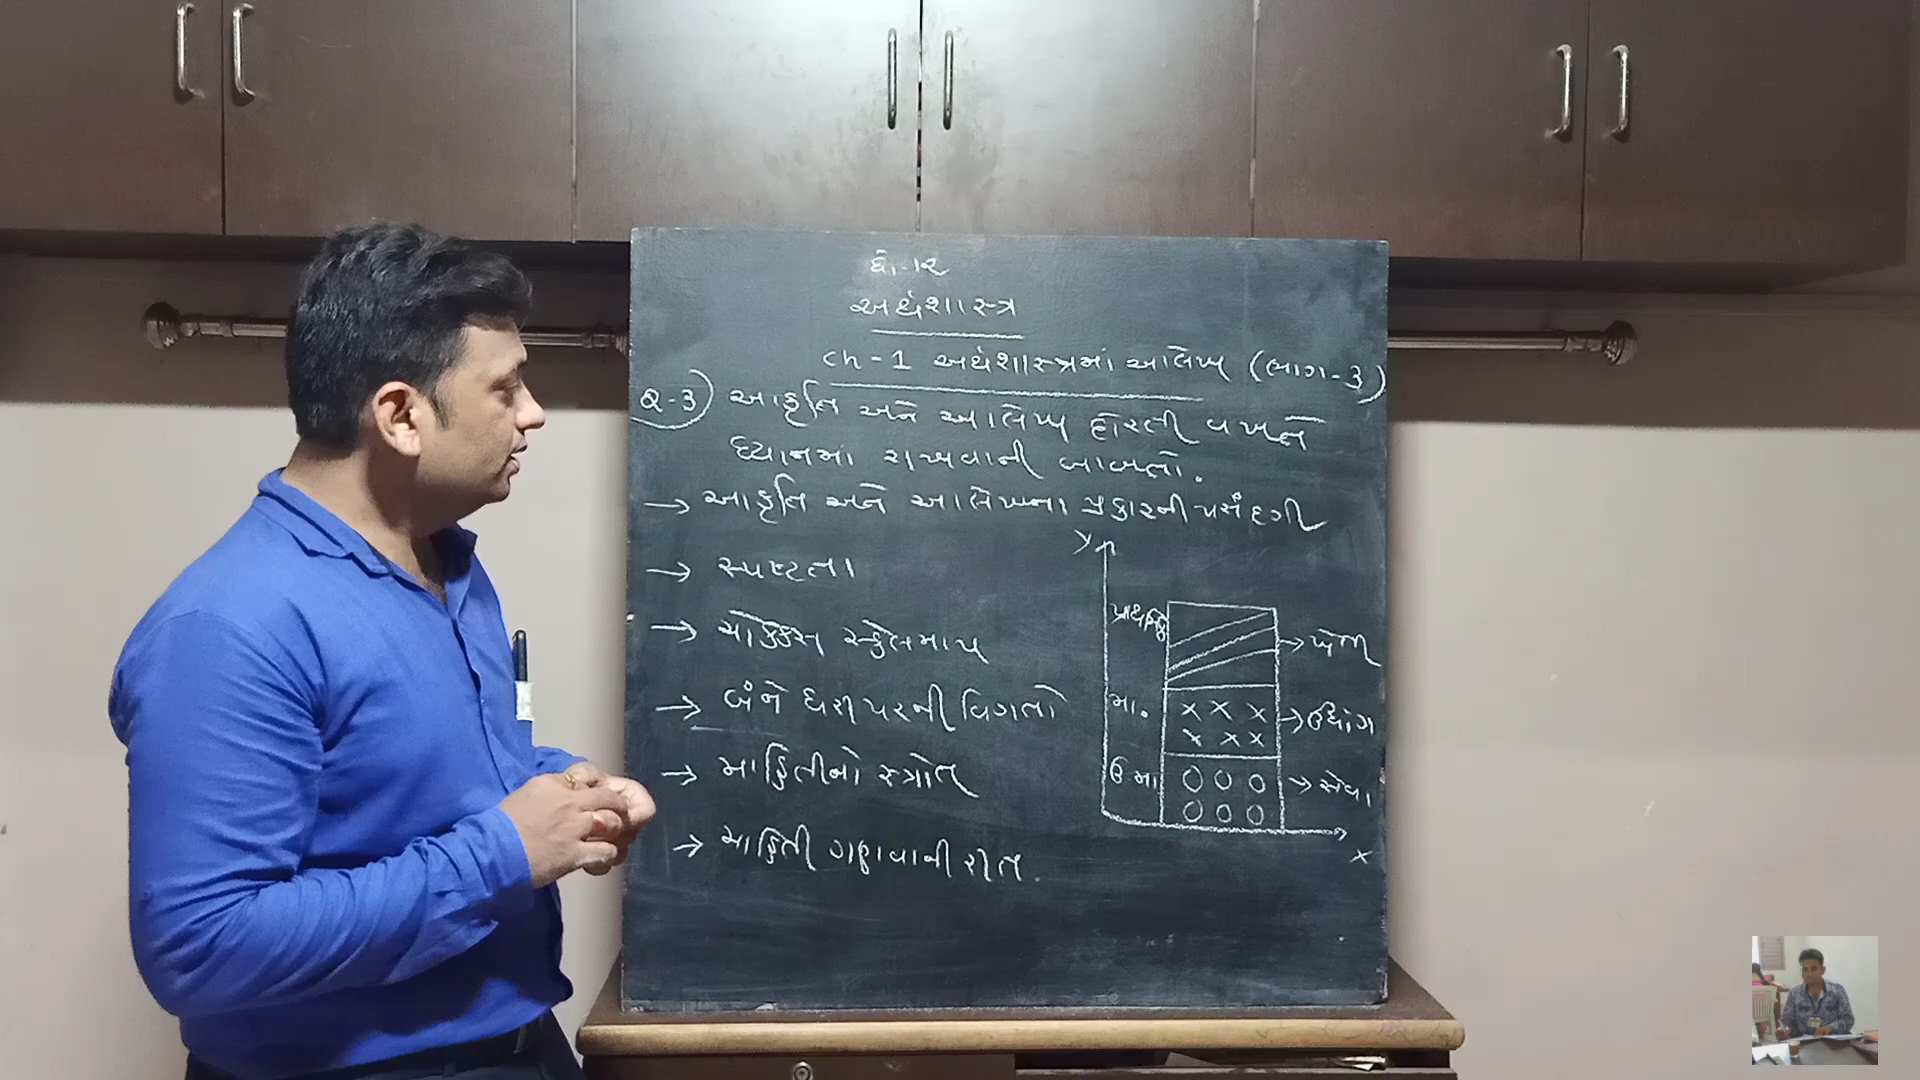 ધો.-૧૨
અર્થશાસ્ત્ર
Ch-1 અર્થશાસ્ત્રમાં આલેખ (ભાગ-3)
Q-3) આકૃતિ અને આલેખ દોરતી વખતે
ધ્યાનમાં રાખવાની બાબતો.
→ આકૃતિ અને આલેખના પ્રકારની પસંદગી
→ સ્પષ્ટતા
→ ચોક્કસ સ્કેલમાપ
→ બંને ધરી પરની વિગતો
→ માહિતીનો સ્ત્રોત
→ માહિતી ગણવાની રીત.
Y
પ્રાથમિક → ખેતી
મા. → ઉદ્યોગ
ઉ.મા → સેવા
X